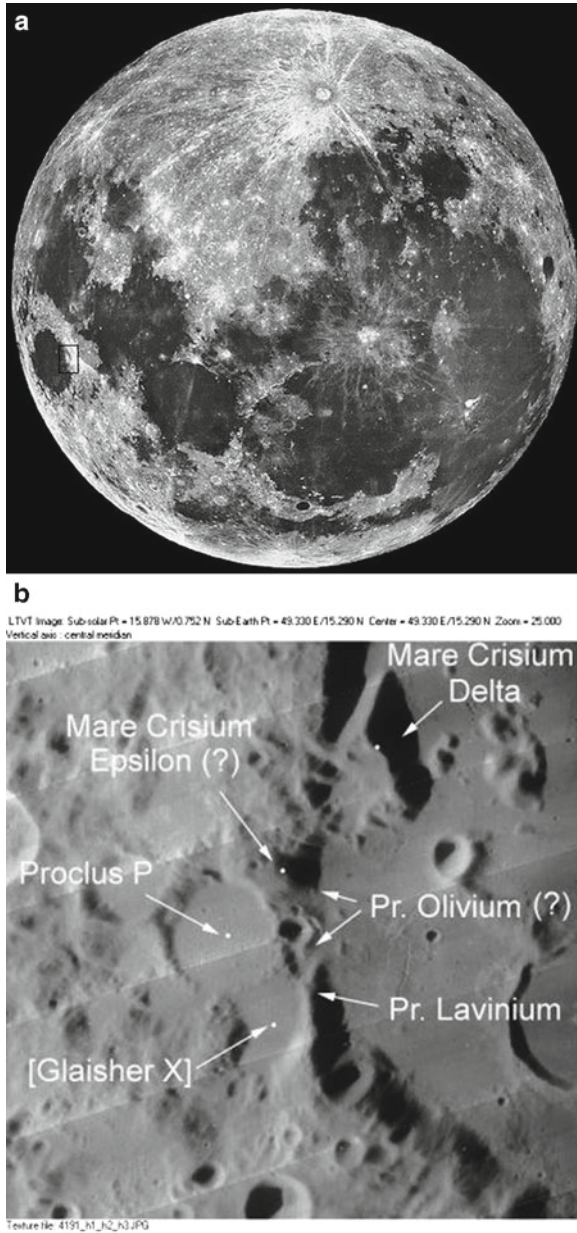 a
b
LTVT Image: Sub-solar Pt = 15.878 W/0.752 N Sub-Earth Pt = 49.330 E/15.290 N Center = 49.330 E/15.290 N Zoom = 25.000
Vertical axis : central meridian
Mare Crisium
Delta
Mare Crisium
Epsilon (?)
Proclus P
Pr. Olivium (?)
Pr. Lavinium
[Glaisher X]
Texture file: 4191_h1_h2_h3.JPG